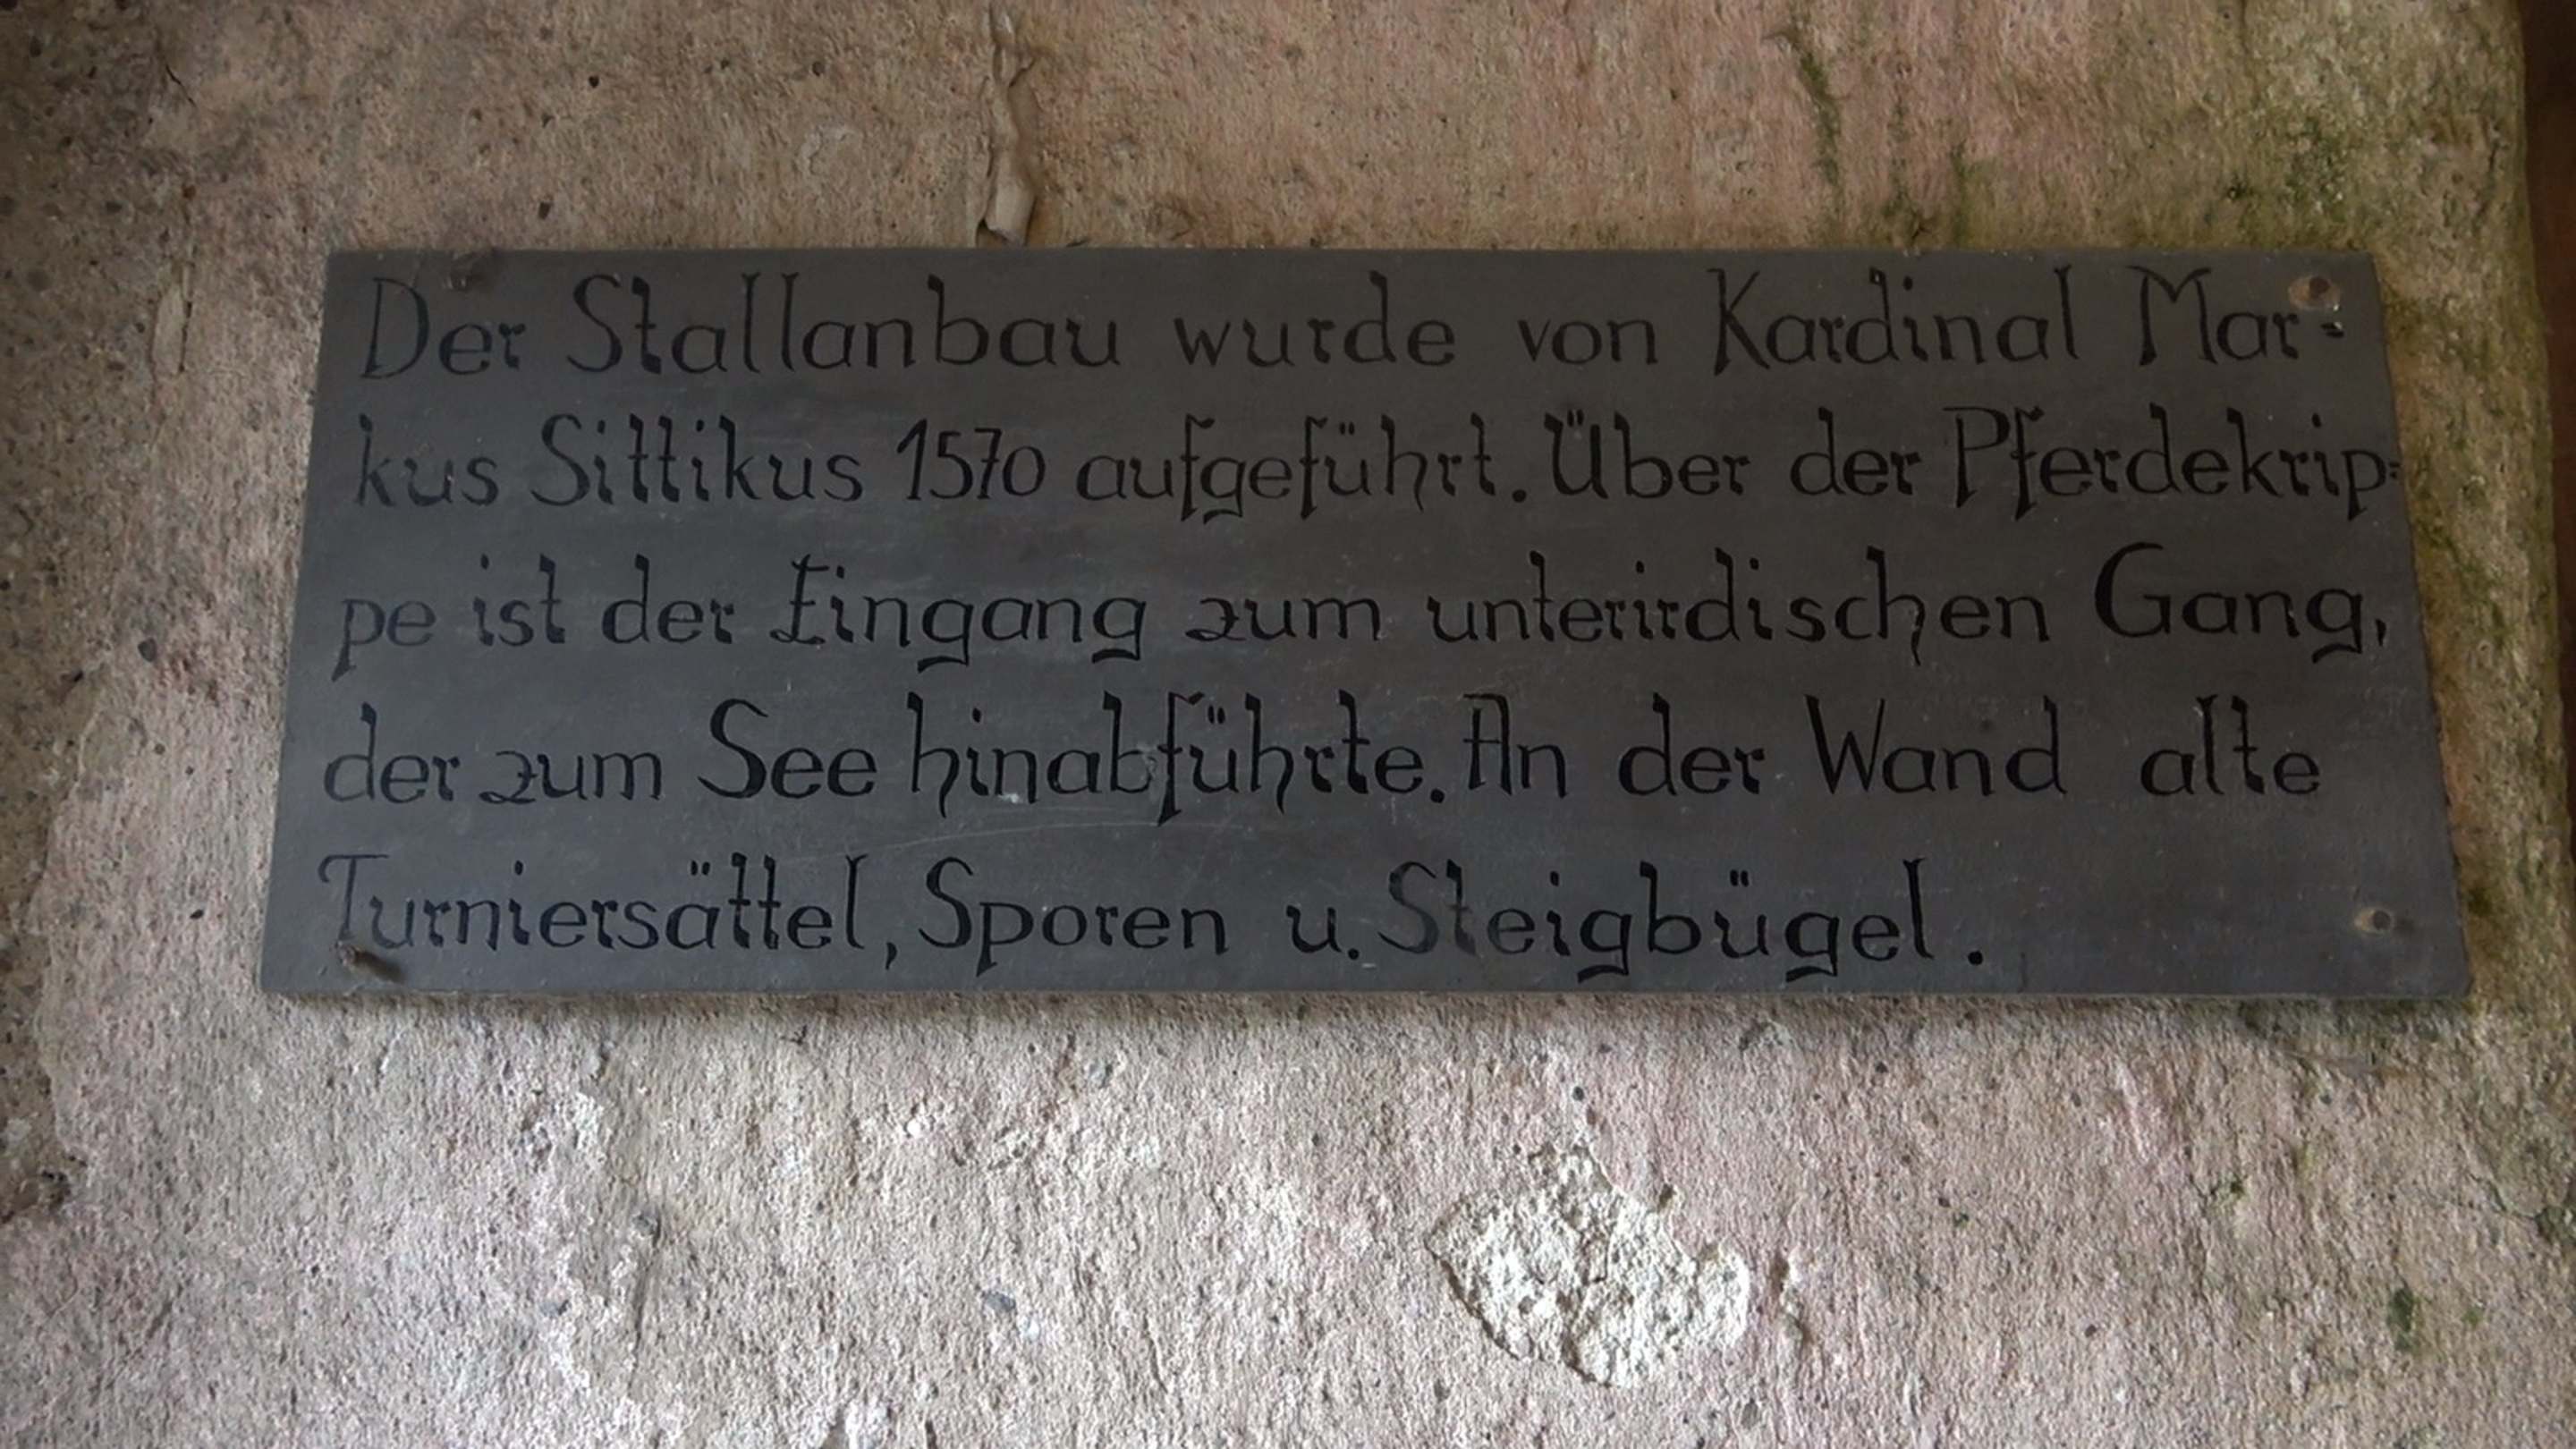 Der Stallanbau wurde von Kardinal Mar=
kus Sittikus 1570 aufgeführt. Über der Pferdekrip=
pe ist der Eingang zum unterirdischen Gang,
der zum See hinabführte. An der Wand alte
Turniersättel, Sporen u. Steigbügel.